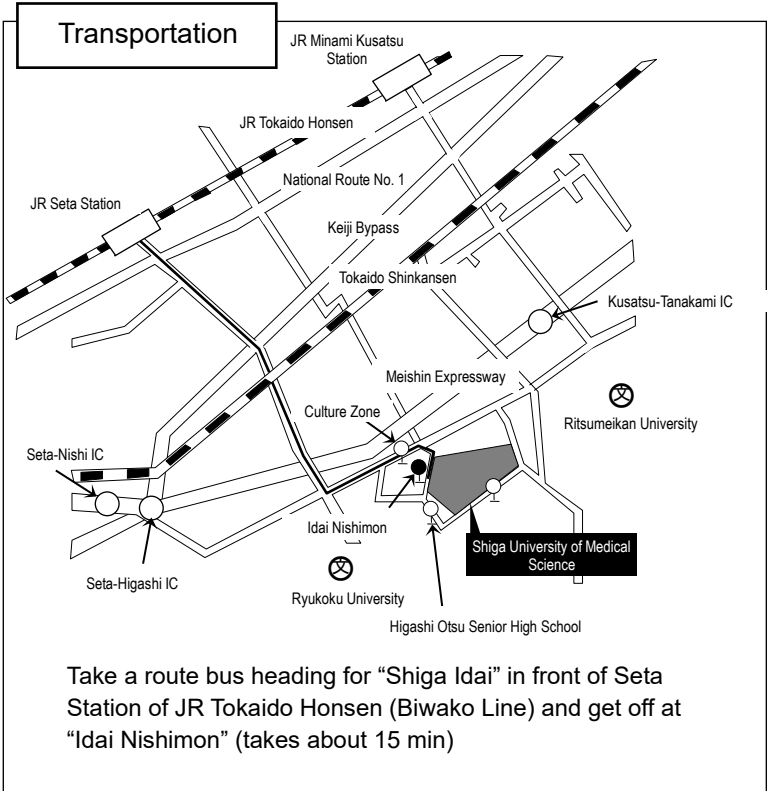 Transportation
JR Minami Kusatsu
Station
JR Tokaido Honsen
National Route No. 1
JR Seta Station
Keiji Bypass
Tokaido Shinkansen
Kusatsu-Tanakami IC
Meishin Expressway
Culture Zone
文
Ritsumeikan University
Seta-Nishi IC
Idai Nishimon
Shiga University of Medical
Science
文
Seta-Higashi IC
Ryukoku University
Higashi Otsu Senior High School
Take a route bus heading for “Shiga Idai” in front of Seta
Station of JR Tokaido Honsen (Biwako Line) and get off at
“Idai Nishimon” (takes about 15 min)